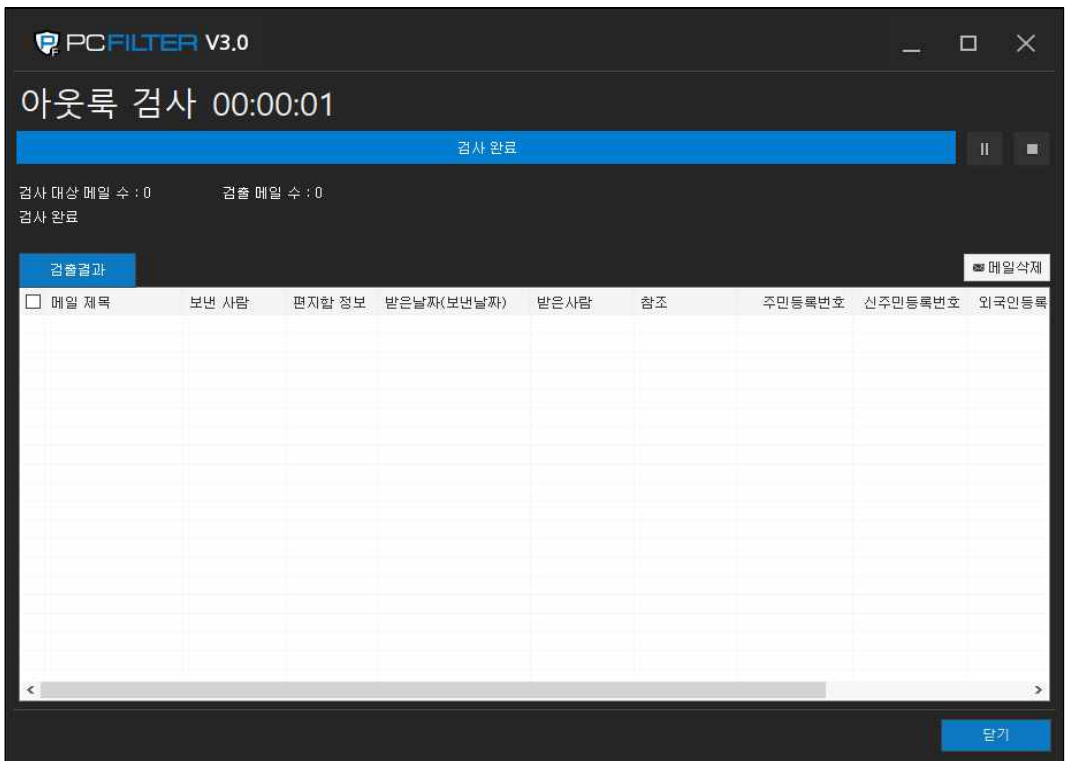 PCFILTER V3.0
아웃룩 검사 00:00:01
검사 완료
검사 대상 메일 수 : 0 검출 메일 수 : 0
검사 완료
검출결과 메일삭제
메일 제목 보낸 사람 편지함 정보 받은날짜(보낸날짜) 받은사람 참조 주민등록번호 신주민등록번호 외국인등록
닫기